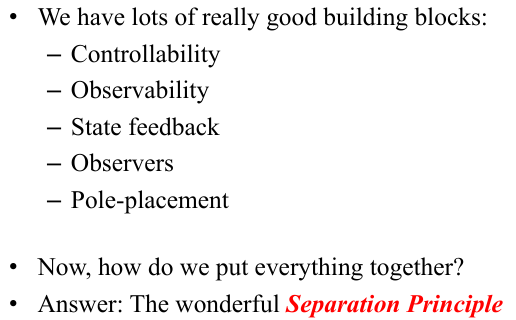 • We have lots of really good building blocks:
– Controllability
– Observability
– State feedback
– Observers
– Pole-placement
• Now, how do we put everything together?
• Answer: The wonderful Separation Principle